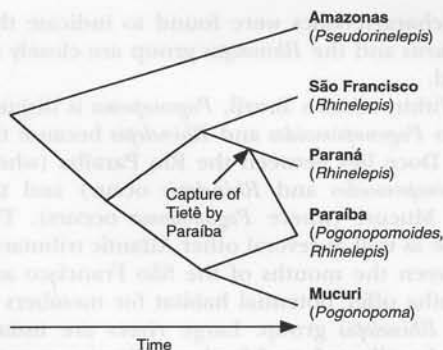 Amazonas
(Pseudorinelepis)
São Francisco
(Rhinelepis)
Paraná
(Rhinelepis)
Capture of
Tietê by
Paraíba
Paraíba
(Pogonopomoides,
Rhinelepis)
Mucuri
(Pogonopoma)
Time